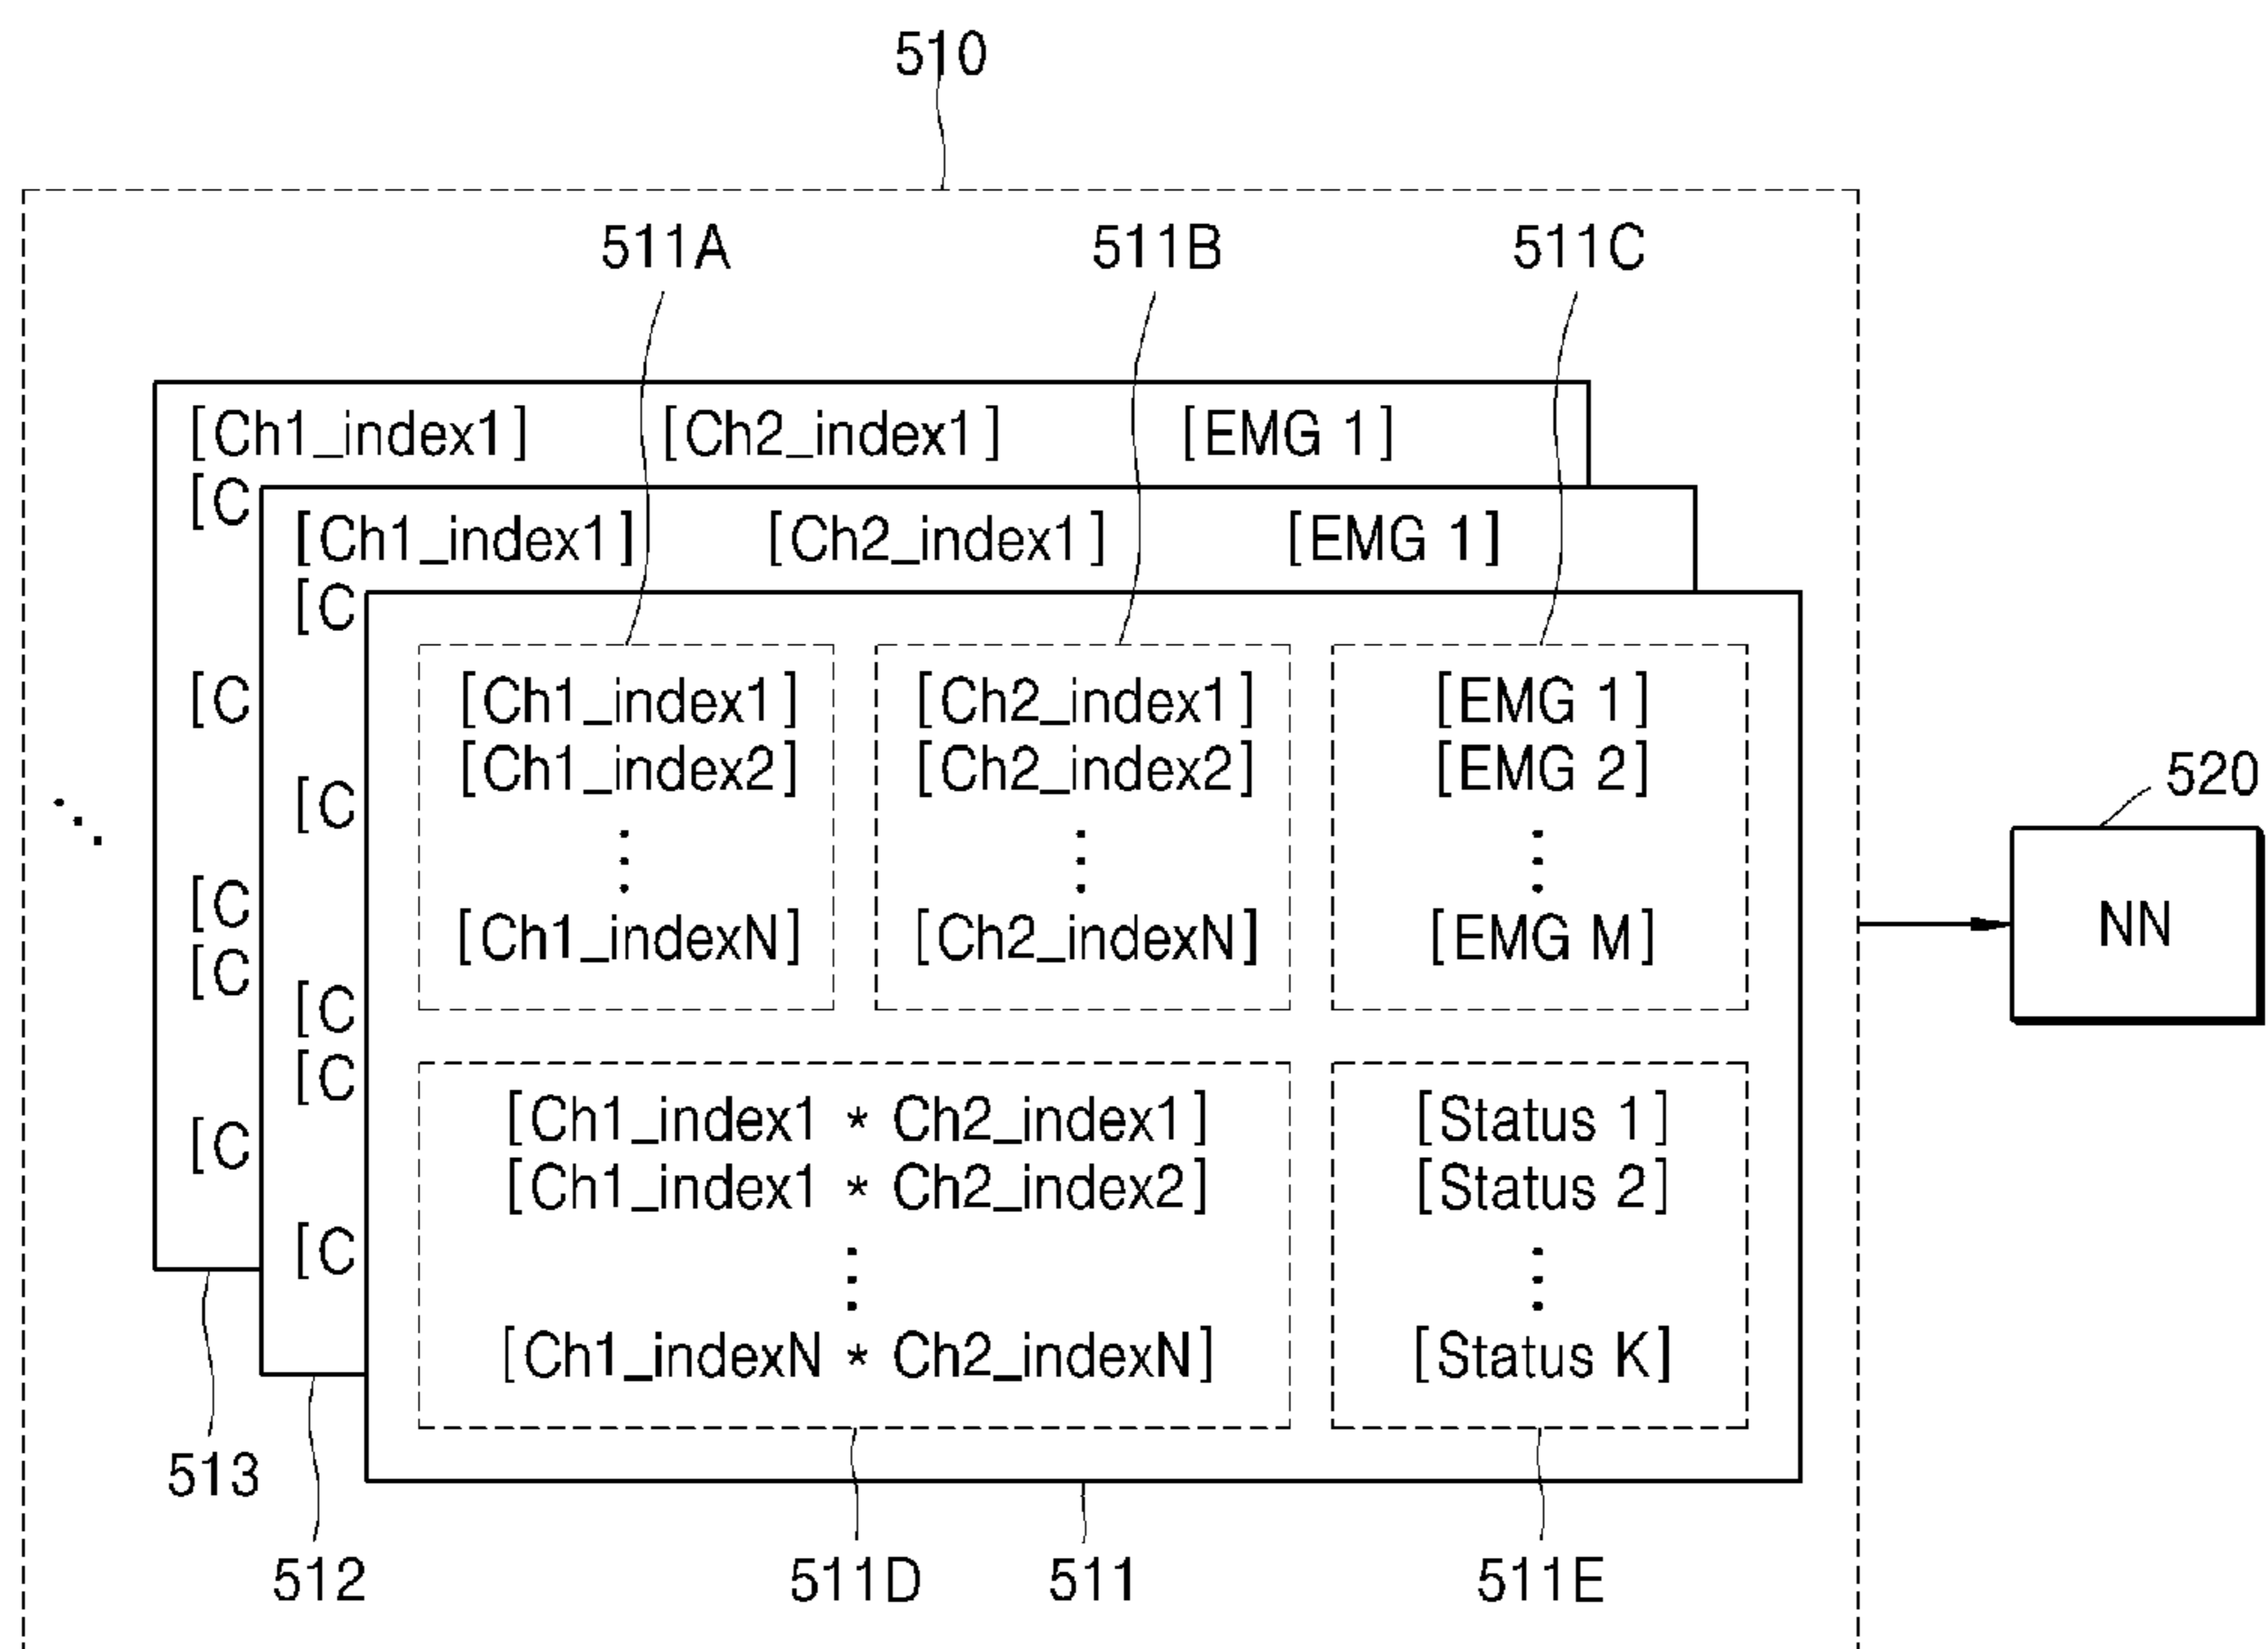 510
511A 511B 511C
[Ch1_index1] [Ch2_index1] [EMG 1]
[C
[Ch1_index1] [Ch2_index1] [EMG 1]
[C
[C
[Ch1_index1] [Ch2_index1] [EMG 1]
[Ch1_index2] [Ch2_index2] [EMG 2]
[C
520
[C
[Ch1_indexN] [Ch2_indexN] [EMG M]
NN
[C
[C
[C
[Ch1_index1 * Ch2_index1] [Status 1]
[C
[Ch1_index1 * Ch2_index2] [Status 2]
[C
[Ch1_indexN * Ch2_indexN] [Status K]
513
512 511D 511 511E